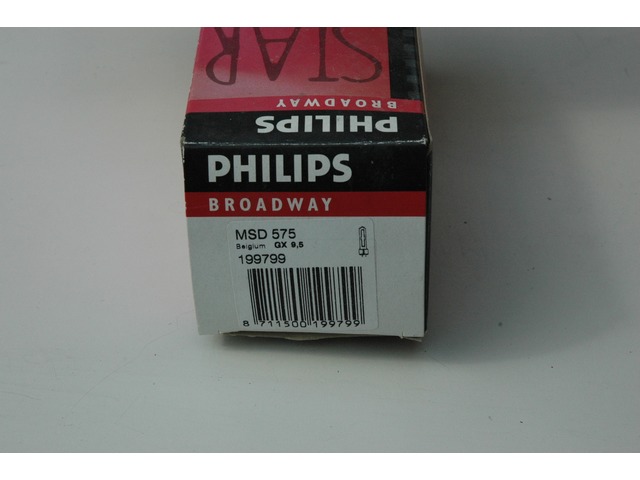 STAR
BROADWAY
PHILIPS
PHILIPS
BROADWAY
MSD 575
Belgium GX 9,5
199799
8 711500 199799